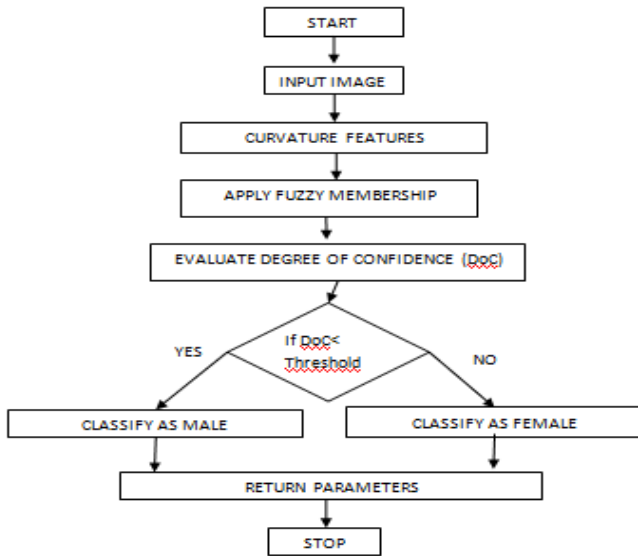 START
INPUT IMAGE
CURVATURE FEATURES
APPLY FUZZY MEMBERSHIP
EVALUATE DEGREE OF CONFIDENCE (DoC)
If DoC<
Threshold
YES
NO
CLASSIFY AS MALE
CLASSIFY AS FEMALE
RETURN PARAMETERS
STOP